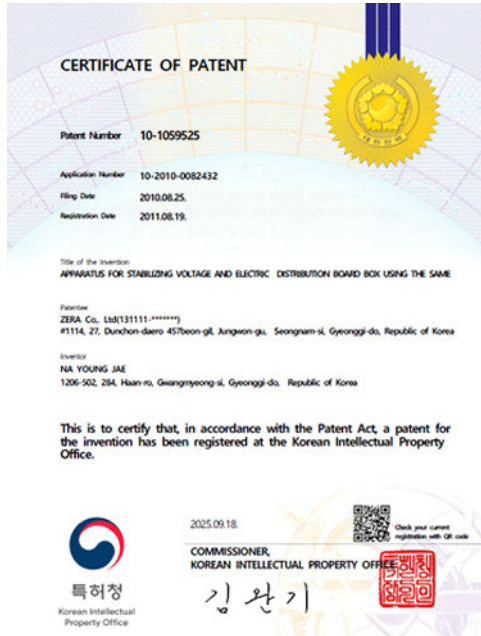 CERTIFICATE OF PATENT
Patent Number 10-1059525
Application Number 10-2010-0082432
Filing Date 2010.08.25.
Registration Date 2011.08.19.
Title of the Invention
APPARATUS FOR STABILIZING VOLTAGE AND ELECTRIC DISTRIBUTION BOARD BOX USING THE SAME
Patentee
ZERA Co., Ltd(131111-*******)
#1114, 27, Dunchon-daero 457beon-gil, Jungwon-gu, Seongnam-si, Gyeonggi-do, Republic of Korea
Inventor
NA YOUNG JAE
1206-502, 284, Haan-ro, Gwangmyeong-si, Gyeonggi-do, Republic of Korea
This is to certify that, in accordance with the Patent Act, a patent for
the invention has been registered at the Korean Intellectual Property
Office.
2025.09.18.
Check your current
registration with QR code
COMMISSIONER,
KOREAN INTELLECTUAL PROPERTY OFFICE
김완기
특허청
Korean Intellectual
Property Office